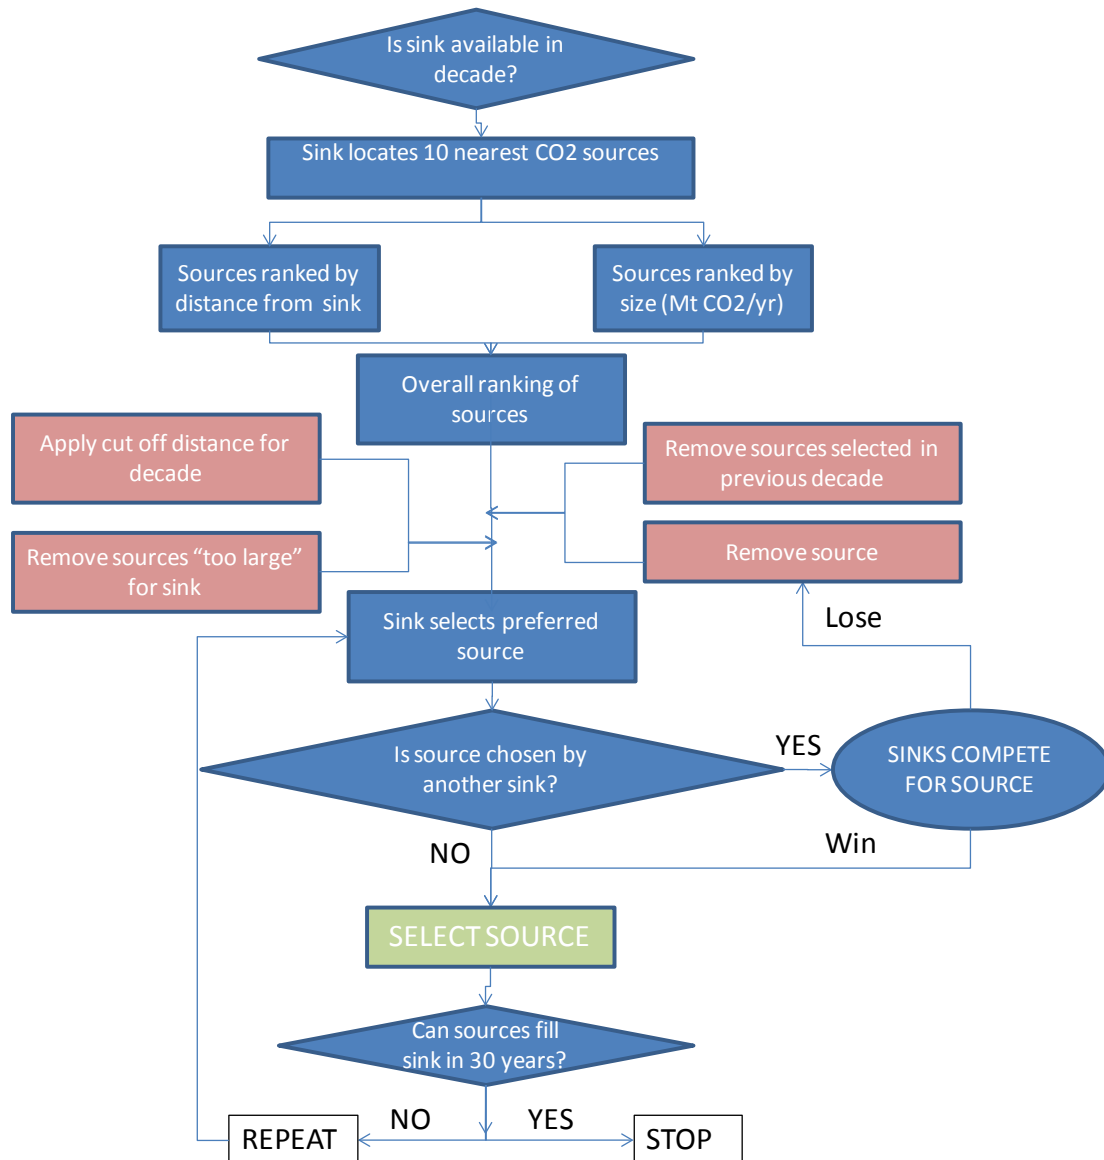 Is sink available in
decade?
Sink locates 10 nearest CO2 sources
Sources ranked by
distance from sink
Sources ranked by
size (Mt CO2/yr)
Overall ranking of
sources
Apply cut off distance for
decade
Remove sources selected in
previous decade
Remove sources “too large”
for sink
Remove source
Sink selects preferred
source
Lose
Is source chosen by
another sink?
YES
SINKS COMPETE
FOR SOURCE
NO
Win
SELECT SOURCE
Can sources fill
sink in 30 years?
REPEAT
NO
YES
STOP